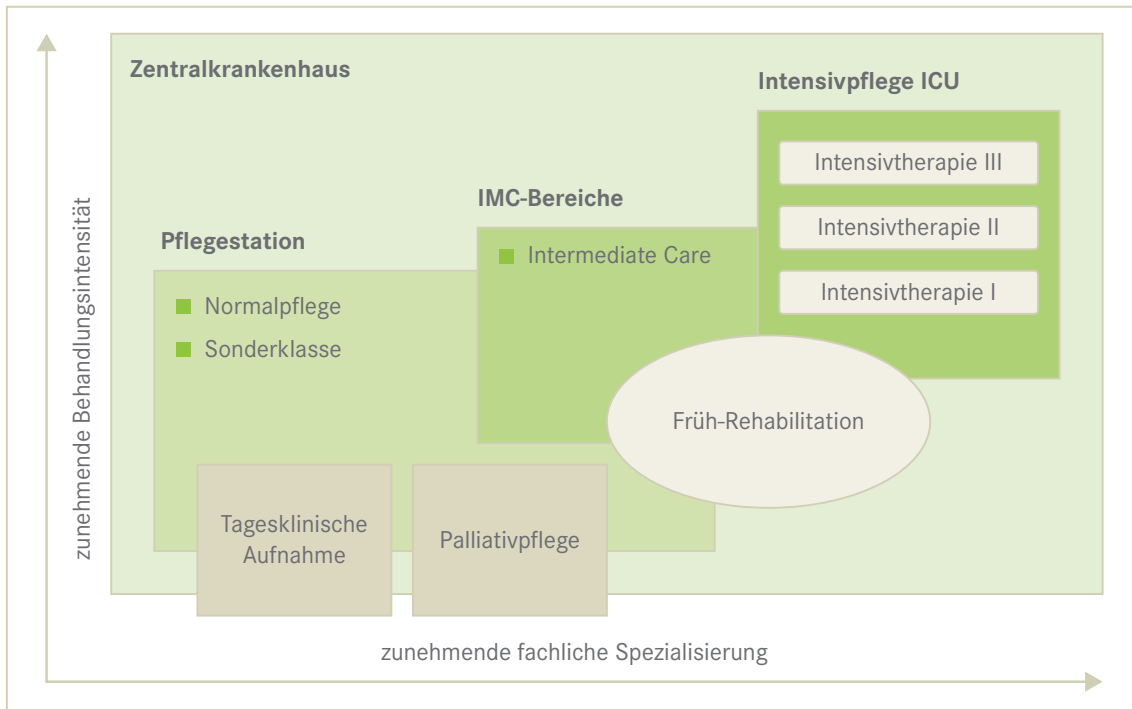 Zentralkrankenhaus
Intensivpflege ICU
Intensivtherapie III
Intensivtherapie II
Intensivtherapie I
IMC-Bereiche
Intermediate Care
Pflegestation
Normalpflege
Sonderklasse
Früh-Rehabilitation
Tagesklinische
Aufnahme
Palliativpflege
zunehmende Behandlungsintensität
zunehmende fachliche Spezialisierung